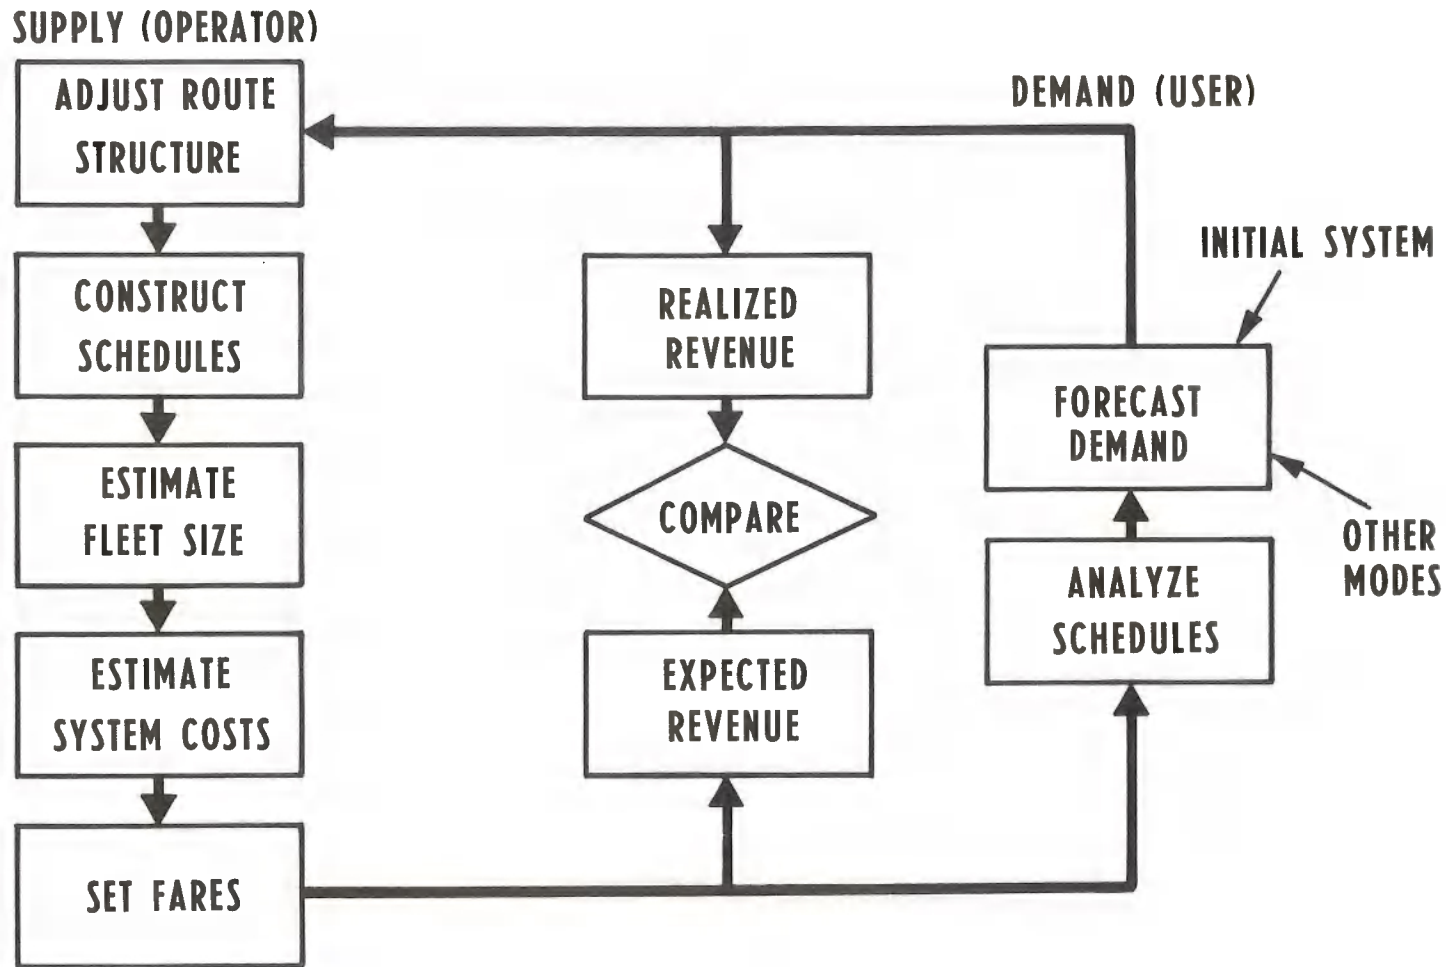 SUPPLY (OPERATOR)
ADJUST ROUTE
STRUCTURE
CONSTRUCT
SCHEDULES
ESTIMATE
FLEET SIZE
ESTIMATE
SYSTEM COSTS
SET FARES
REALIZED
REVENUE
COMPARE
EXPECTED
REVENUE
DEMAND (USER)
INITIAL SYSTEM
FORECAST
DEMAND
OTHER
MODES
ANALYZE
SCHEDULES